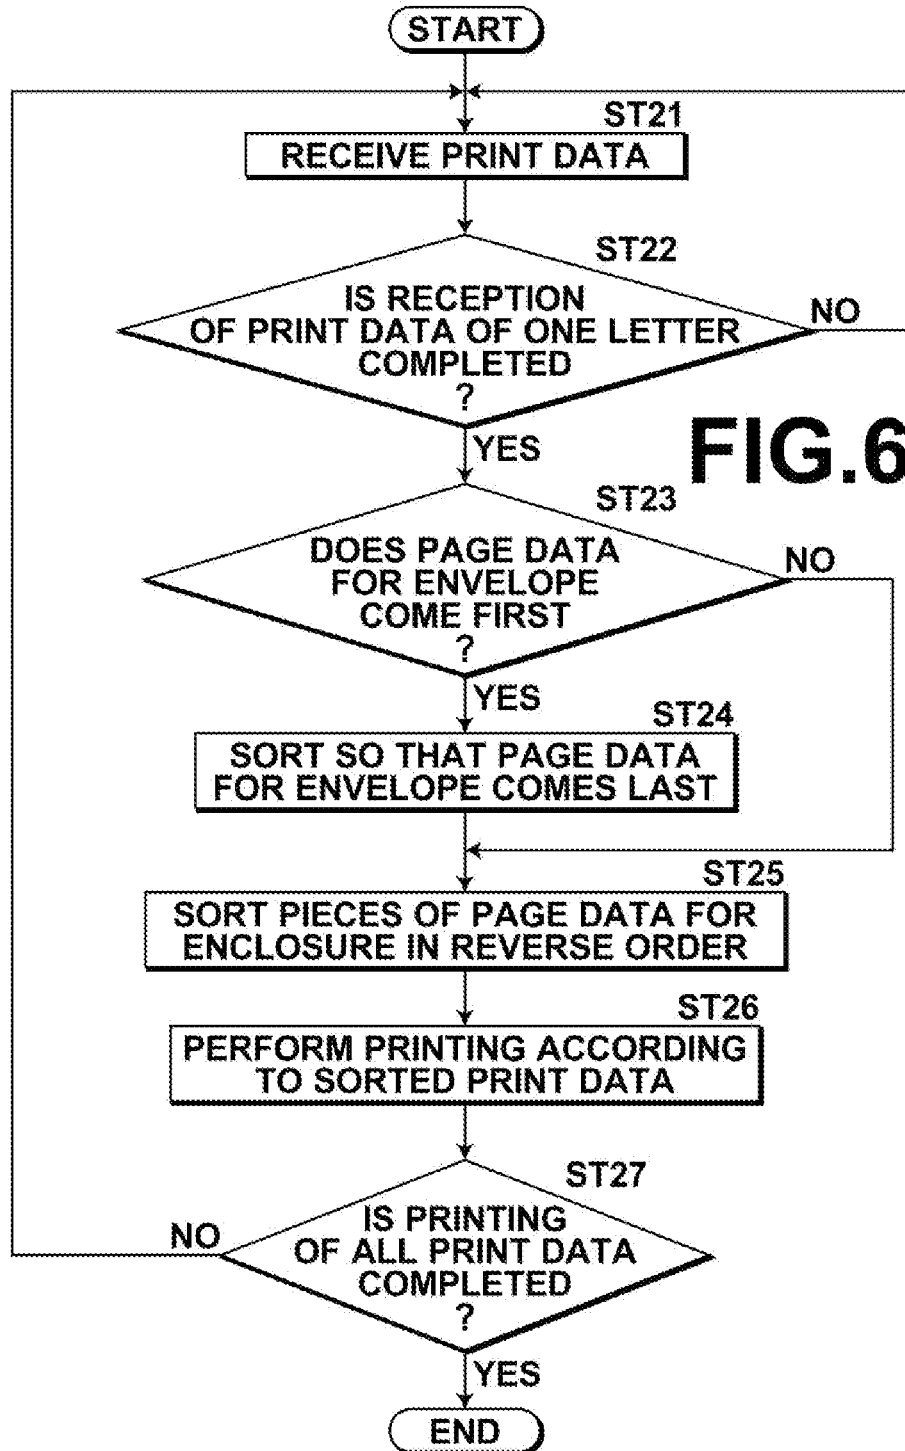 START
ST21
RECEIVE PRINT DATA
ST22
IS RECEPTION
OF PRINT DATA OF ONE LETTER
COMPLETED
?
NO
YES
FIG.6
ST23
DOES PAGE DATA
FOR ENVELOPE
COME FIRST
?
NO
YES
ST24
SORT SO THAT PAGE DATA
FOR ENVELOPE COMES LAST
ST25
SORT PIECES OF PAGE DATA FOR
ENCLOSURE IN REVERSE ORDER
ST26
PERFORM PRINTING ACCORDING
TO SORTED PRINT DATA
ST27
IS PRINTING
OF ALL PRINT DATA
COMPLETED
?
NO
YES
END